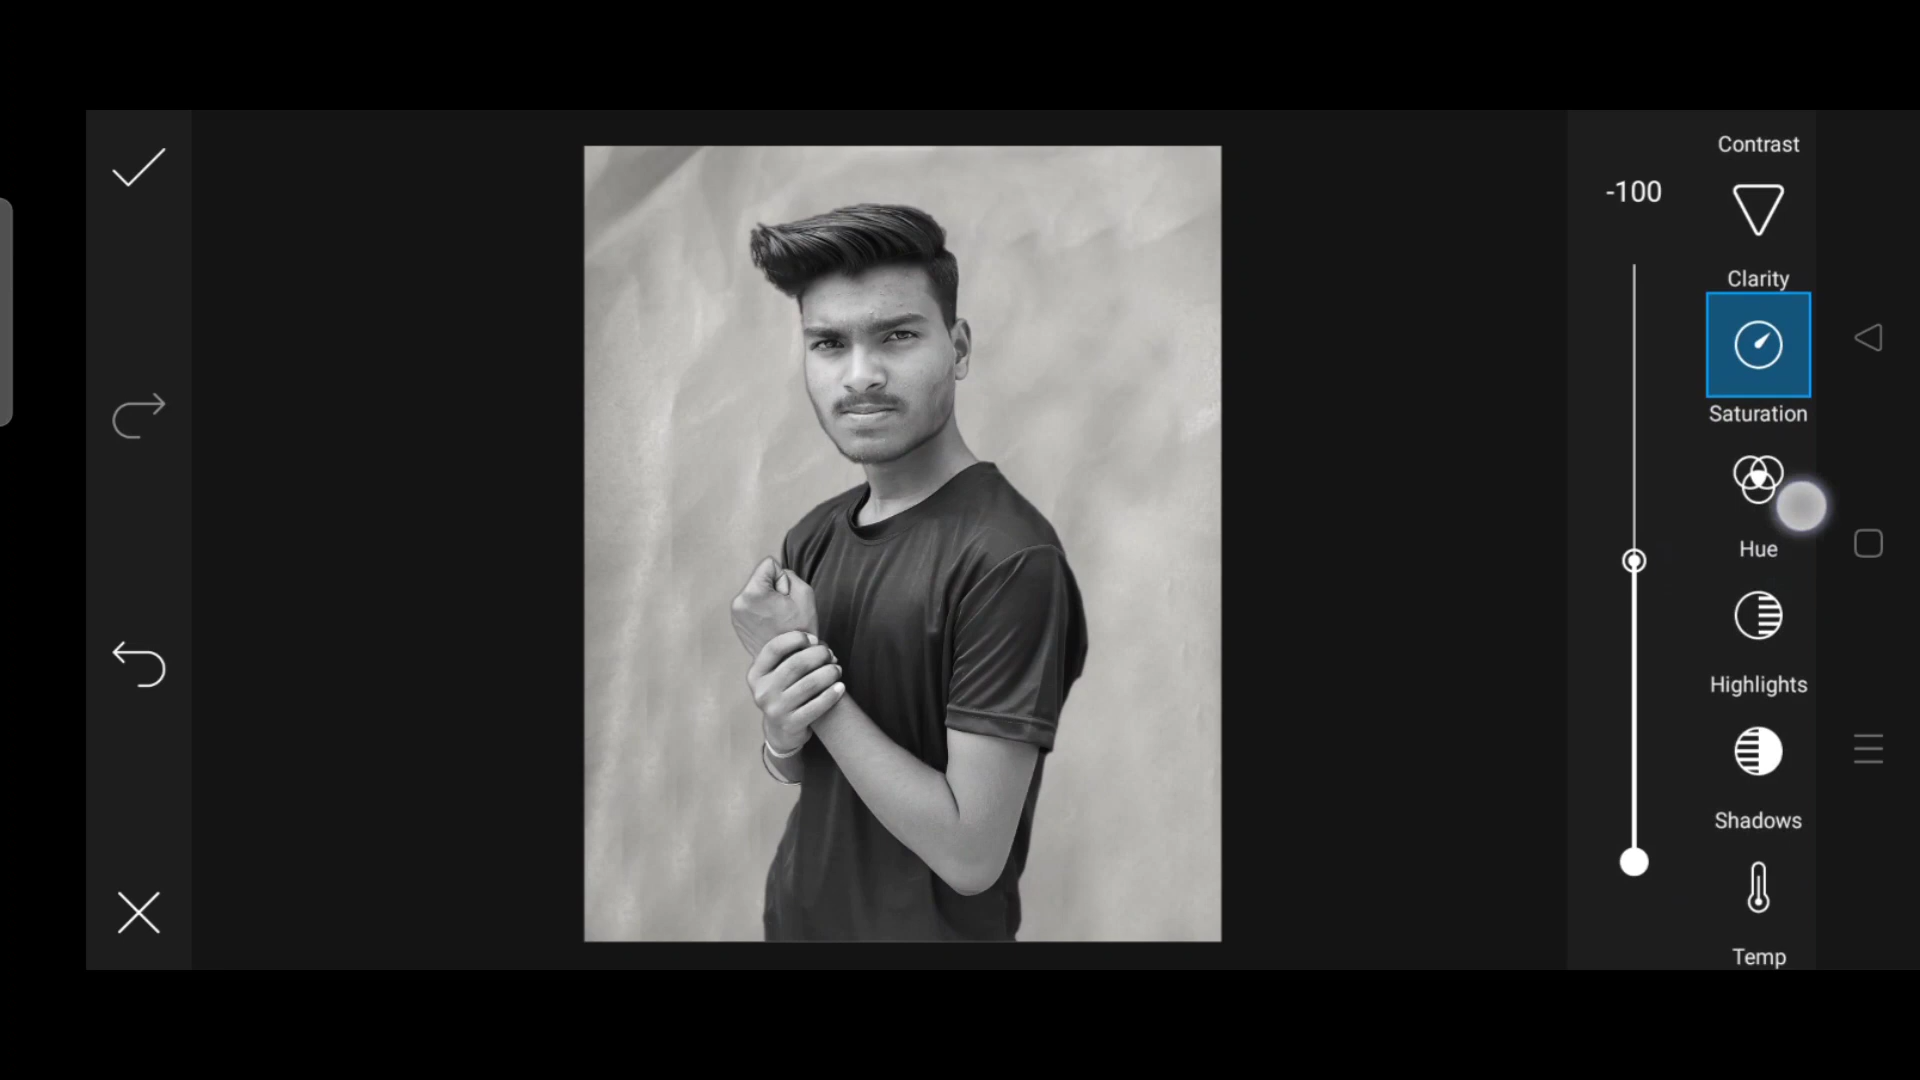 Contrast
-100
Clarity
Saturation
Hue
Highlights
Shadows
Temp